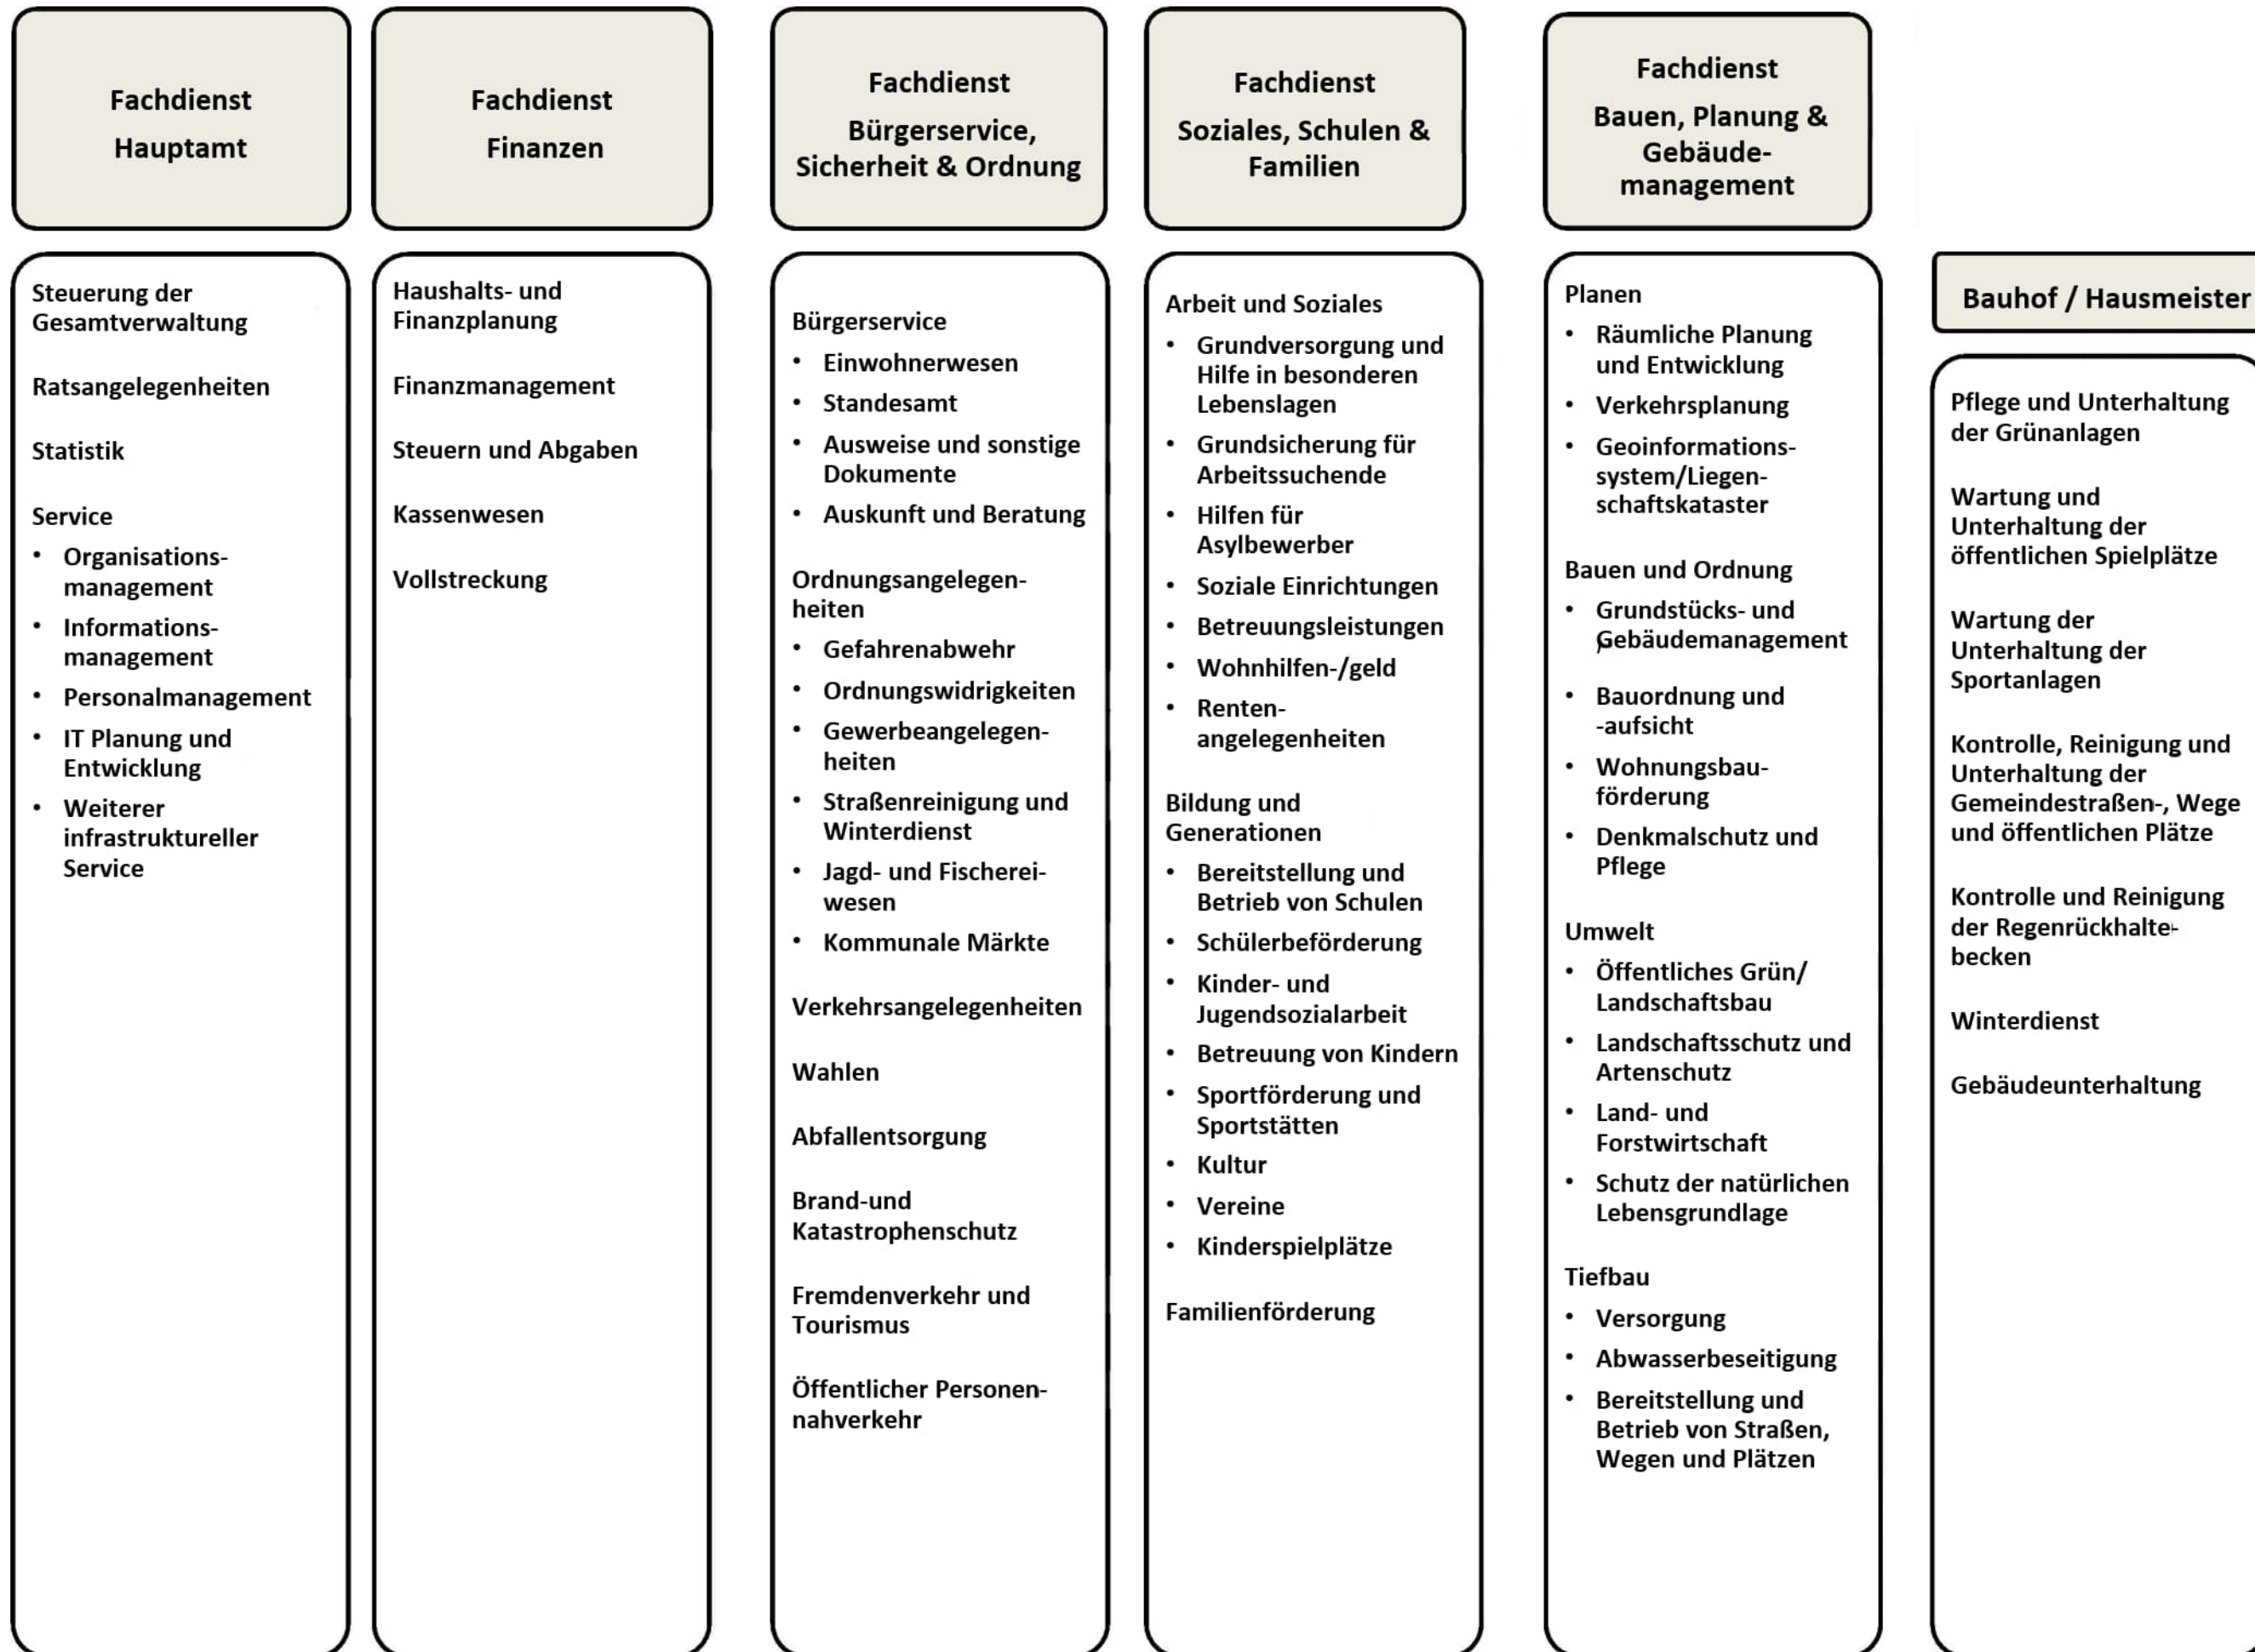 Fachdienst
Hauptamt
Steuerung der
Gesamtverwaltung
Ratsangelegenheiten
Statistik
Service
• Organisations-
management
• Informations-
management
• Personalmanagement
• IT Planung und
Entwicklung
• Weiterer
infrastruktureller
Service
Fachdienst
Finanzen
Haushalts- und
Finanzplanung
Finanzmanagement
Steuern und Abgaben
Kassenwesen
Vollstreckung
Fachdienst
Bürgerservice,
Sicherheit & Ordnung
Bürgerservice
• Einwohnerwesen
• Standesamt
• Ausweise und sonstige
Dokumente
• Auskunft und Beratung
Ordnungsangelegen-
heiten
• Gefahrenabwehr
• Ordnungswidrigkeiten
• Gewerbeangelegen-
heiten
• Straßenreinigung und
Winterdienst
• Jagd- und Fischerei-
wesen
• Kommunale Märkte
Verkehrsangelegenheiten
Wahlen
Abfallentsorgung
Brand-und
Katastrophenschutz
Fremdenverkehr und
Tourismus
Öffentlicher Personen-
nahverkehr
Fachdienst
Soziales, Schulen &
Familien
Arbeit und Soziales
• Grundversorgung und
Hilfe in besonderen
Lebenslagen
• Grundsicherung für
Arbeitssuchende
• Hilfen für
Asylbewerber
• Soziale Einrichtungen
• Betreuungsleistungen
• Wohnhilfen-/geld
• Renten-
angelegenheiten
Bildung und
Generationen
• Bereitstellung und
Betrieb von Schulen
• Schülerbeförderung
• Kinder- und
Jugendsozialarbeit
• Betreuung von Kindern
• Sportförderung und
Sportstätten
• Kultur
• Vereine
• Kinderspielplätze
Familienförderung
Fachdienst
Bauen, Planung &
Gebäude-
management
Planen
• Räumliche Planung
und Entwicklung
• Verkehrsplanung
• Geoinformations-
system/Liegen-
schaftskataster
Bauen und Ordnung
• Grundstücks- und
Gebäudemanagement
• Bauordnung und
-aufsicht
• Wohnungsbau-
förderung
• Denkmalschutz und
Pflege
Umwelt
• Öffentliches Grün/
Landschaftsbau
• Landschaftsschutz und
Artenschutz
• Land- und
Forstwirtschaft
• Schutz der natürlichen
Lebensgrundlage
Tiefbau
• Versorgung
• Abwasserbeseitigung
• Bereitstellung und
Betrieb von Straßen,
Wegen und Plätzen
Bauhof / Hausmeister
Pflege und Unterhaltung
der Grünanlagen
Wartung und
Unterhaltung der
öffentlichen Spielplätze
Wartung der
Unterhaltung der
Sportanlagen
Kontrolle, Reinigung und
Unterhaltung der
Gemeindestraßen-, Wege
und öffentlichen Plätze
Kontrolle und Reinigung
der Regenrückhalte-
becken
Winterdienst
Gebäudeunterhaltung